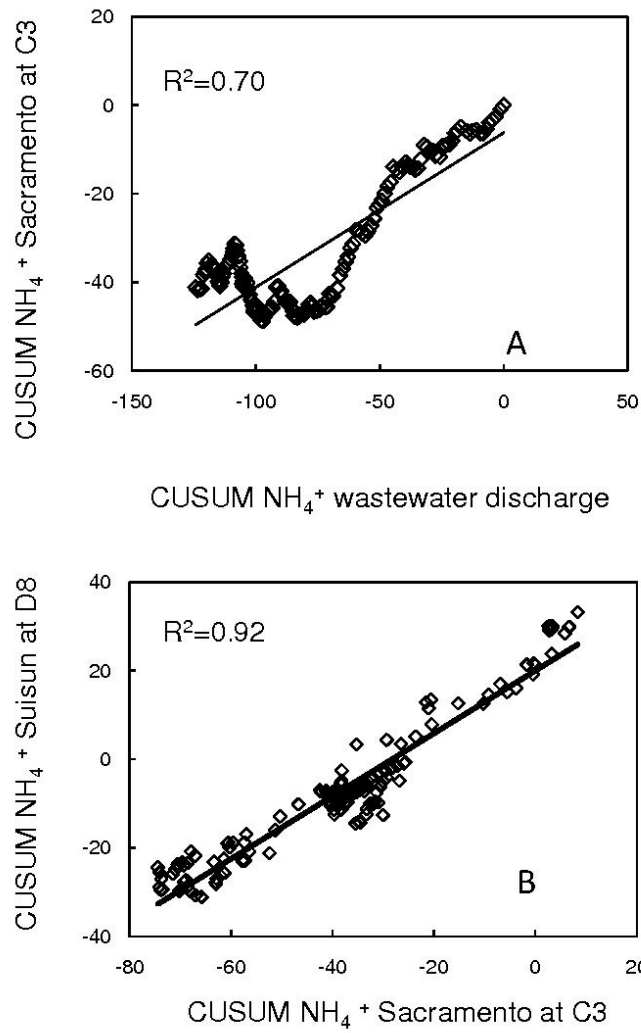 CUSUM NH₄⁺ Sacramento at C3
20
0
-20
-40
-60
R²=0.70
A
-150 -100 -50 0 50
CUSUM NH₄⁺ wastewater discharge
CUSUM NH₄⁺ Suisun at D8
40
20
0
-20
-40
R²=0.92
B
-80 -60 -40 -20 0 20
CUSUM NH₄⁺ Sacramento at C3